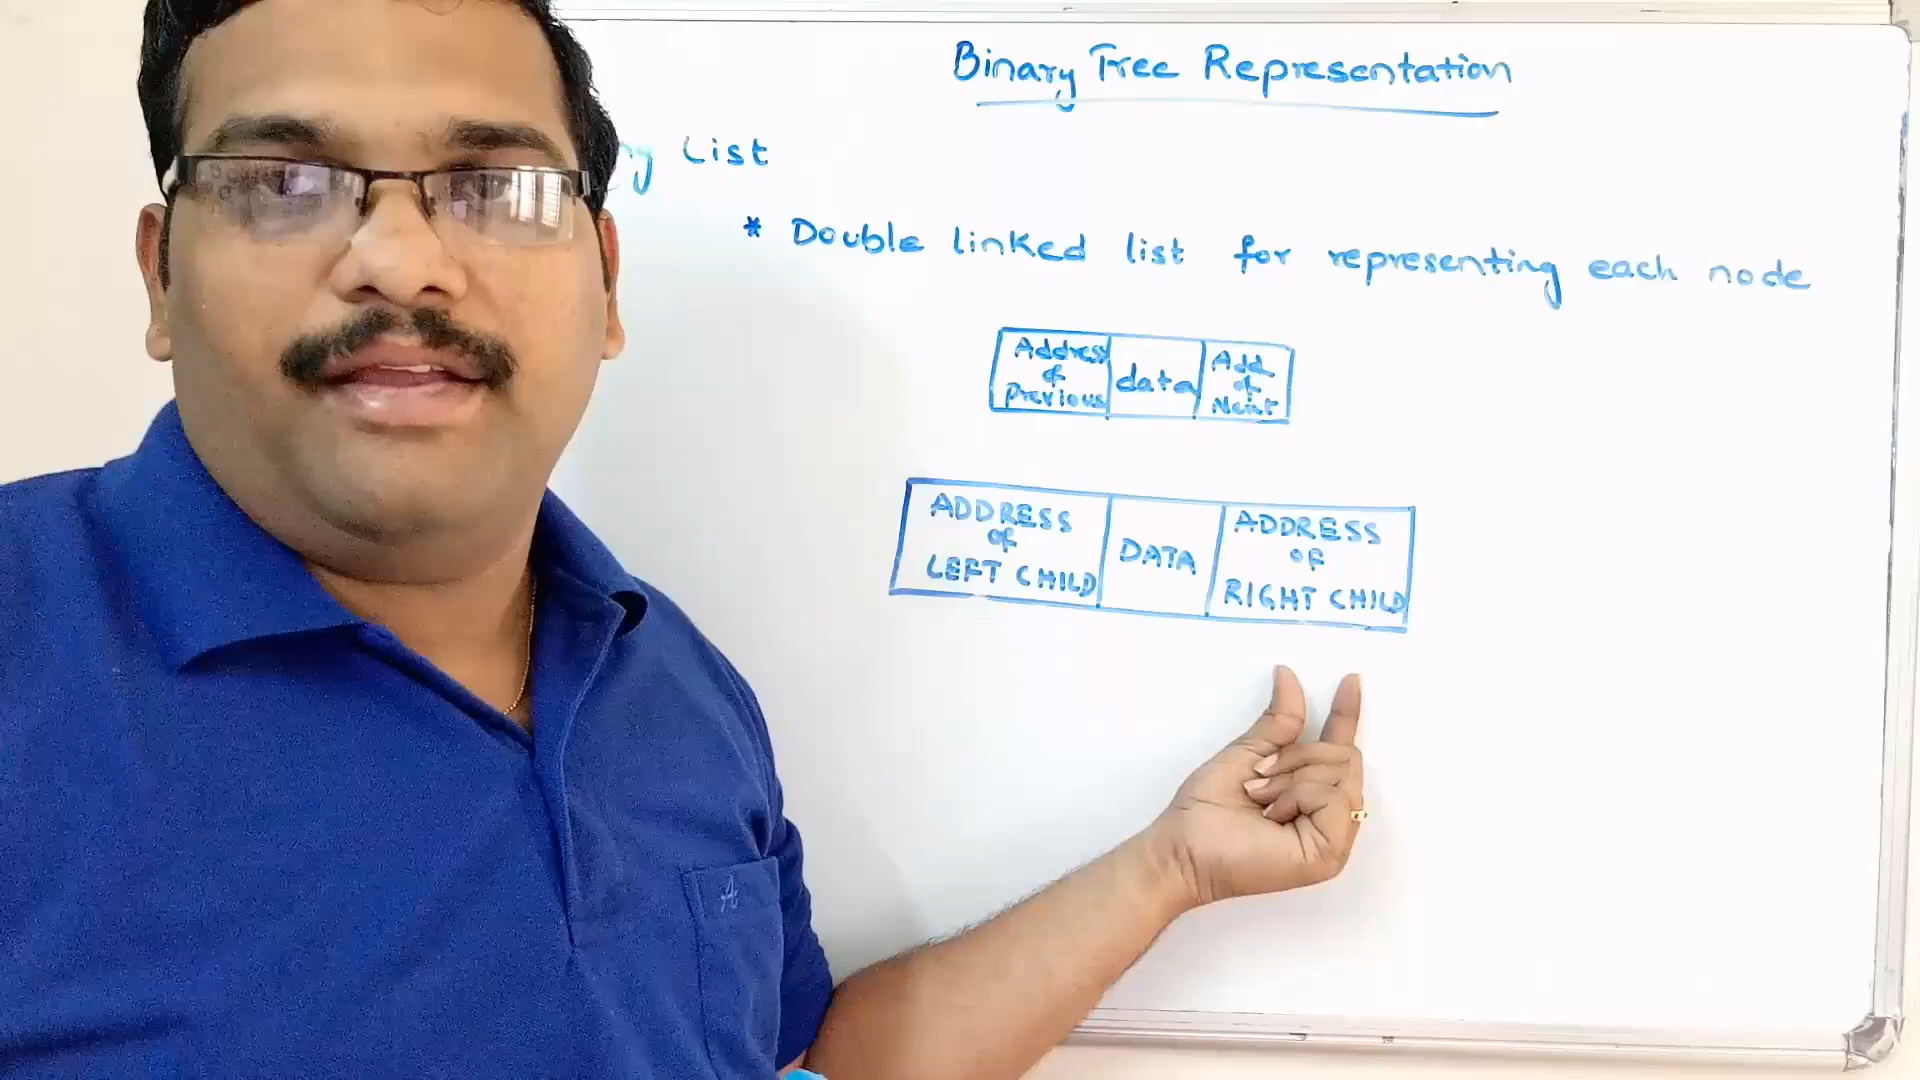 Binary Tree Representation
List
* Double linked list for representing each node
Address
of
Previous
data
Add
of
Next
ADDRESS
of
LEFT CHILD
DATA
ADDRESS
OF
RIGHT CHILD
A